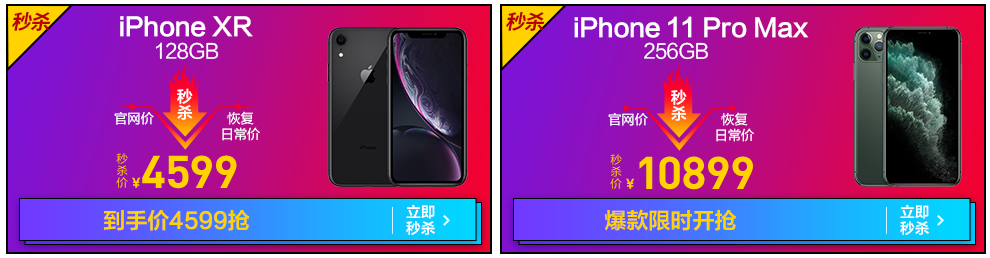 秒杀
iPhone XR
128GB
秒杀
官网价
恢复
日常价
秒杀价
¥4599
到手价4599抢
立即
秒杀
秒杀
iPhone 11 Pro Max
256GB
秒杀
官网价
恢复
日常价
秒杀价
¥10899
爆款限时开抢
立即
秒杀